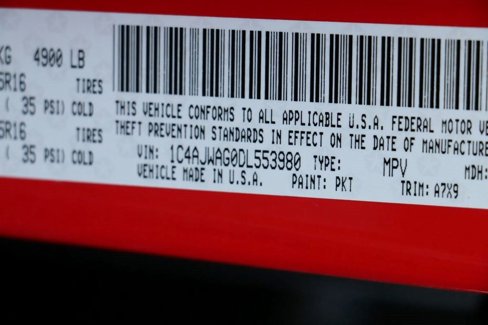 KG 4900 LB
5R16 TIRES
( 35 PSI) COLD
5R16 TIRES
( 35 PSI) COLD
THIS VEHICLE CONFORMS TO ALL APPLICABLE U.S.A. FEDERAL MOTOR VE
THEFT PREVENTION STANDARDS IN EFFECT ON THE DATE OF MANUFACTURE
VIN: 1C4AJWAG0DL553980 TYPE: MPV MDH:
VEHICLE MADE IN U.S.A. PAINT: PKT TRIM: A7X9